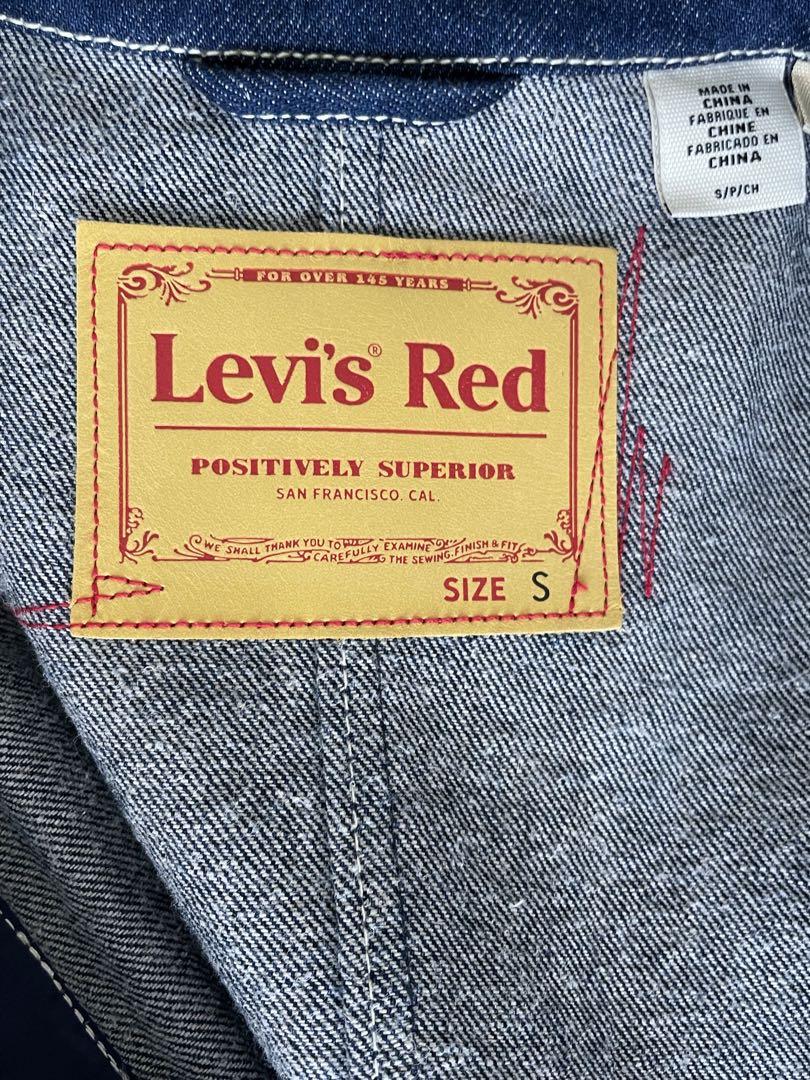 MADE IN
CHINA
FABRIQUE EN
CHINE
FABRICADO EN
CHINA
S/P/CH
FOR OVER 145 YEARS
Levi's® Red
POSITIVELY SUPERIOR
SAN FRANCISCO. CAL.
WE SHALL THANK YOU TO CAREFULLY EXAMINE THE SEWING, FINISH & FIT
SIZE S